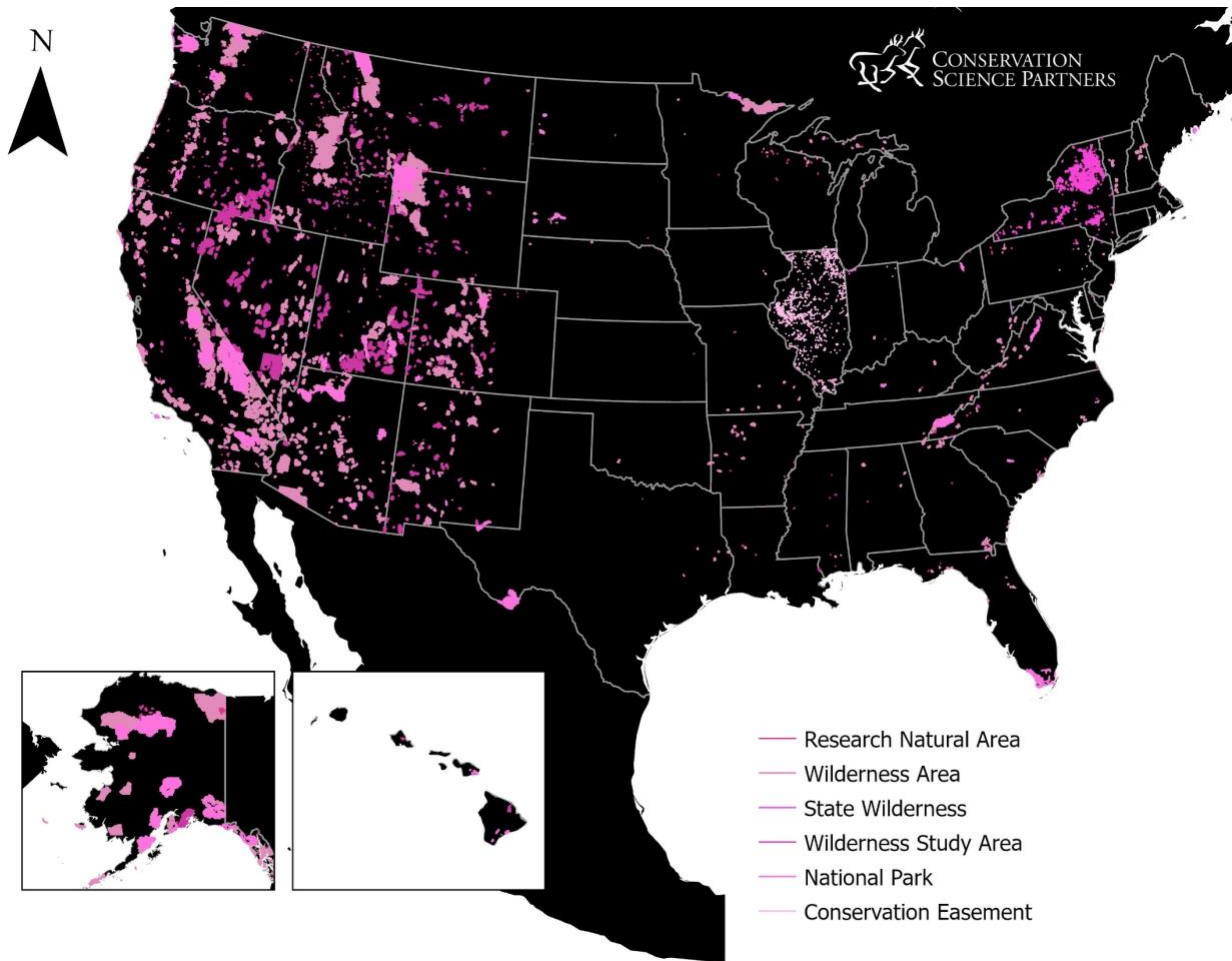 N
CONSERVATION
SCIENCE PARTNERS
Research Natural Area
Wilderness Area
State Wilderness
Wilderness Study Area
National Park
Conservation Easement